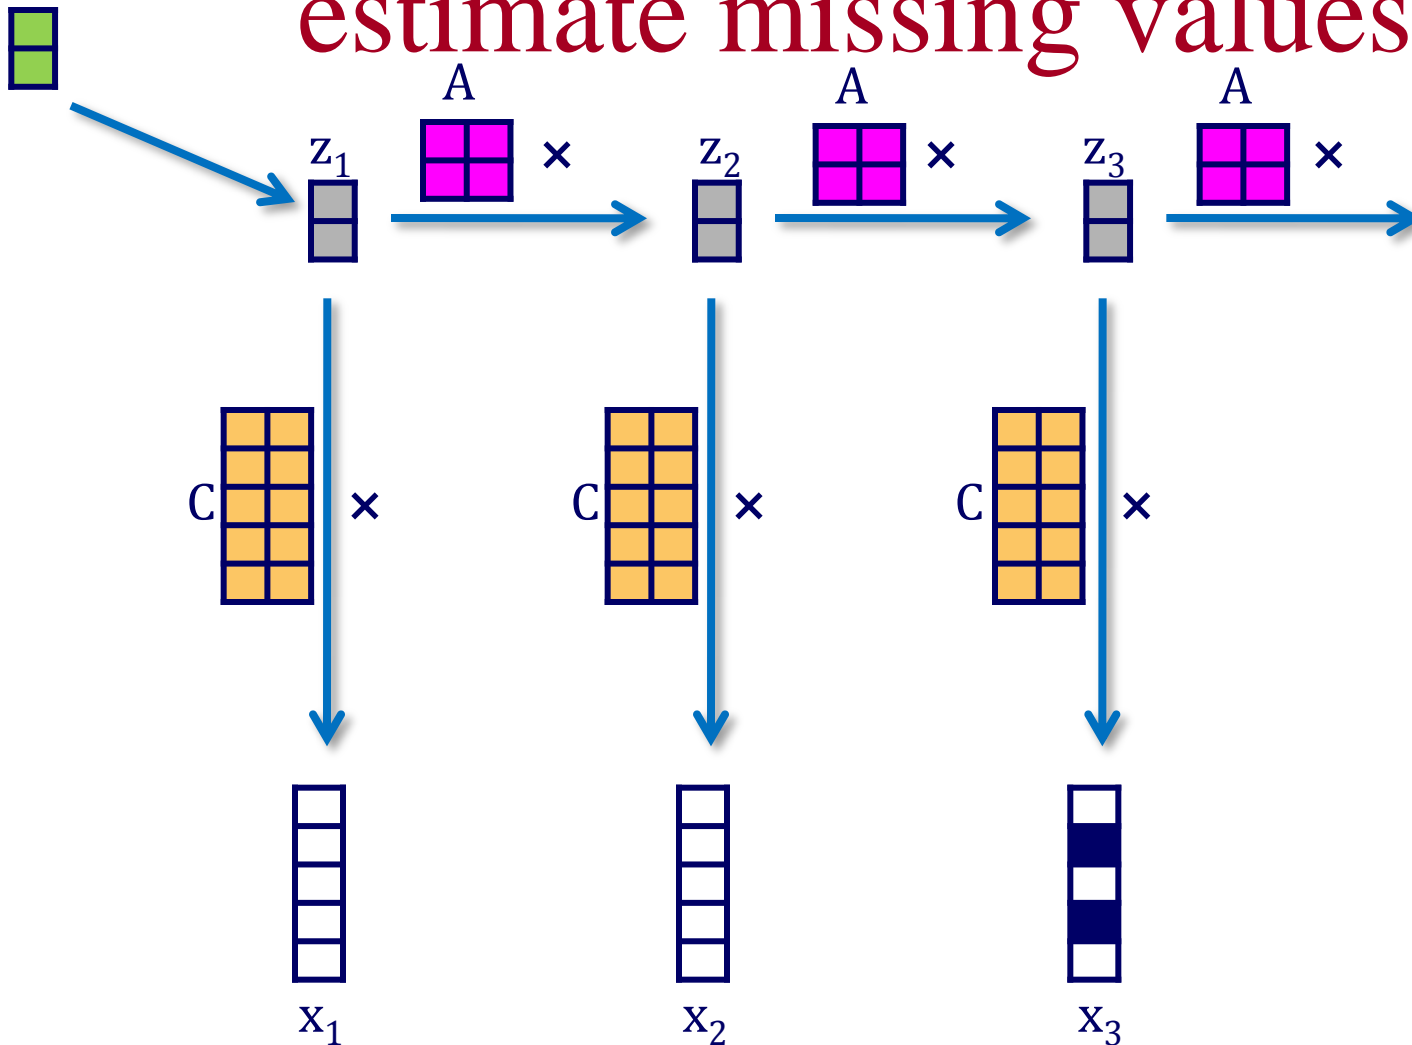 estimate missing values
A A A
z₁ × z₂ × z₃ ×
C × C × C ×
x₁ x₂ x₃